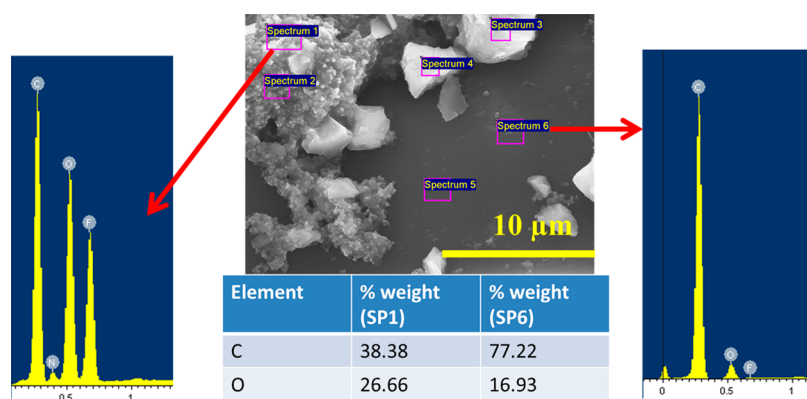 Spectrum 1
Spectrum 3
Spectrum 4
Spectrum 2
Spectrum 6
Spectrum 5
10 µm
C
O
F
N
0.5
1
C
O
F
0
0.5
1
Element
% weight
(SP1)
% weight
(SP6)
C
38.38
77.22
O
26.66
16.93